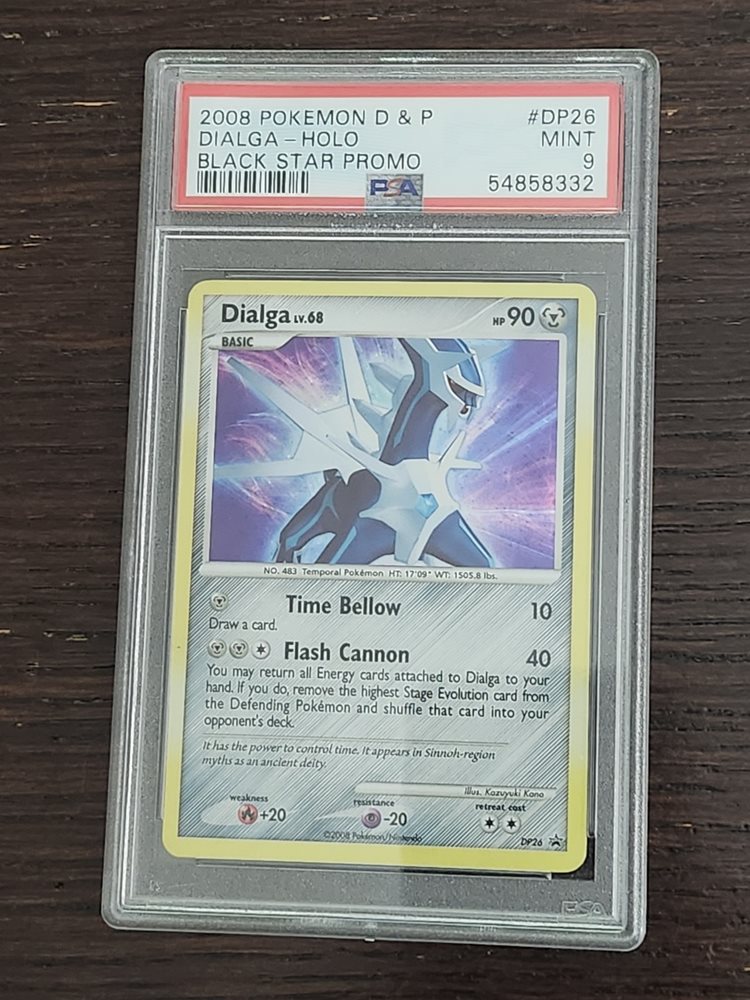 2008 POKEMON D & P #DP26
DIALGA - HOLO MINT
BLACK STAR PROMO 9
PSA 54858332
Dialga LV.68 HP 90
BASIC
NO. 483 Temporal Pokémon HT: 17'09" WT: 1505.8 lbs.
Time Bellow 10
Draw a card.
Flash Cannon 40
You may return all Energy cards attached to Dialga to your
hand. If you do, remove the highest Stage Evolution card from
the Defending Pokémon and shuffle that card into your
opponent's deck.
It has the power to control time. It appears in Sinnoh-region
myths as an ancient deity.
Illus. Kazuyuki Kano
weakness resistance retreat cost
+20 -20
©2008 Pokémon/Nintendo DP26
PSA